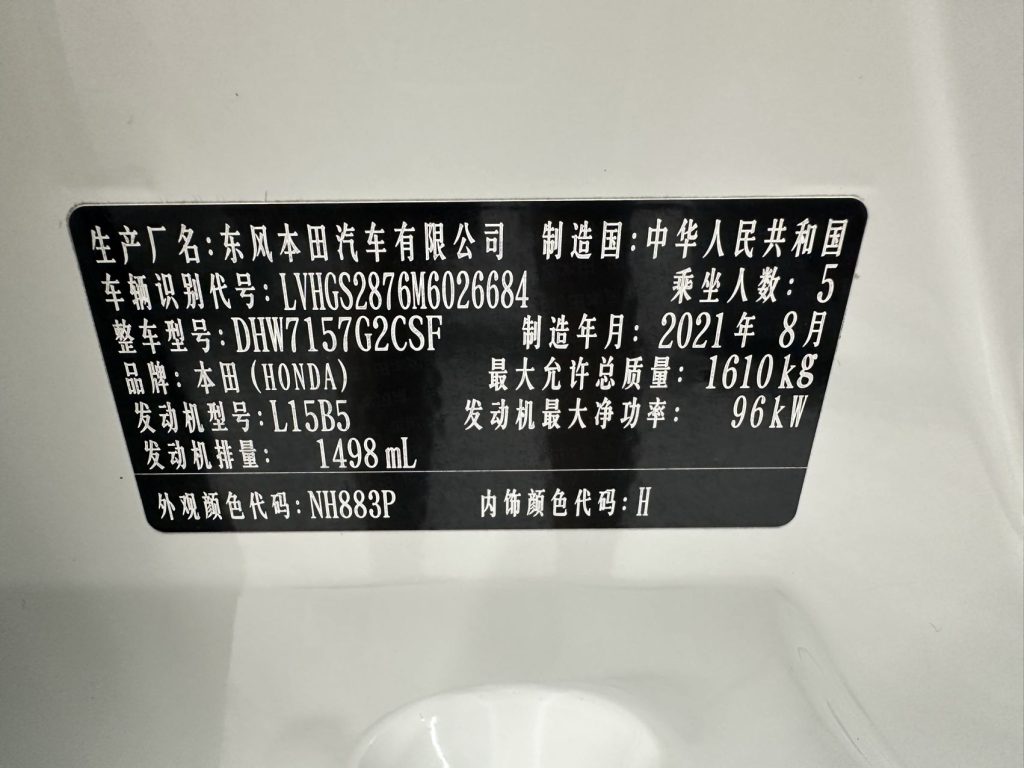 生产厂名:东风本田汽车有限公司 制造国:中华人民共和国
车辆识别代号:LVHGS2876M6026684 乘坐人数: 5
整车型号:DHW7157G2CSF 制造年月: 2021年 8月
品牌: 本田(HONDA) 最大允许总质量: 1610kg
发动机型号:L15B5 发动机最大净功率: 96kW
发动机排量: 1498mL
外观颜色代码:NH883P 内饰颜色代码:H